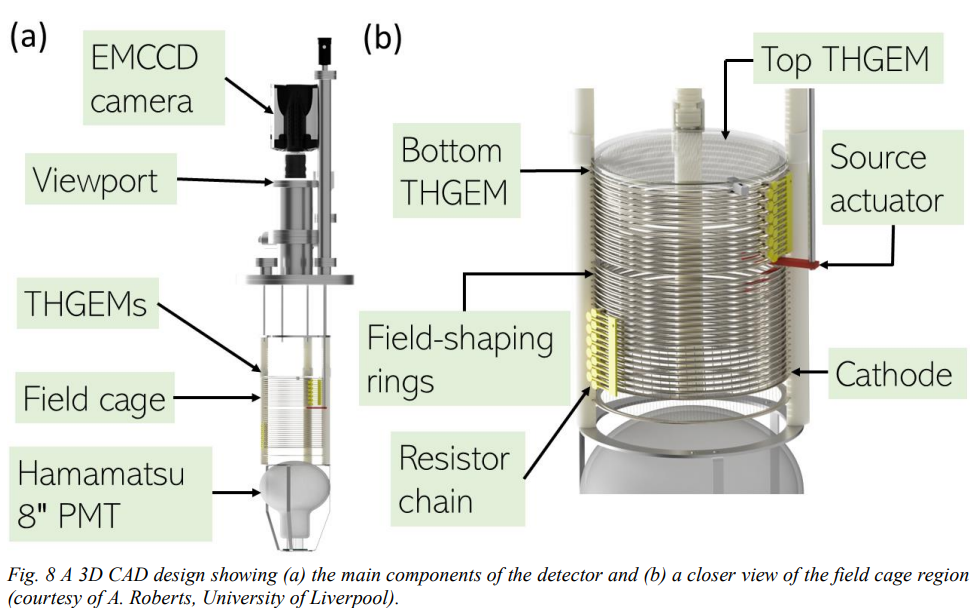 (a)
EMCCD
camera
Viewport
THGEMs
Field cage
Hamamatsu
8" PMT
(b)
Top THGEM
Bottom
THGEM
Source
actuator
Field-shaping
rings
Cathode
Resistor
chain
Fig. 8 A 3D CAD design showing (a) the main components of the detector and (b) a closer view of the field cage region
(courtesy of A. Roberts, University of Liverpool).